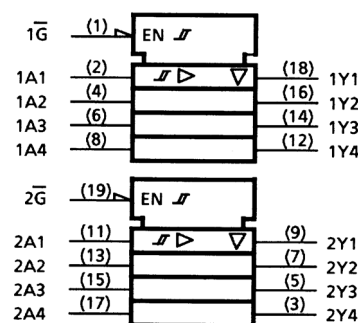 1G̅ (1) EN
1A1 (2) (18) 1Y1
1A2 (4) (16) 1Y2
1A3 (6) (14) 1Y3
1A4 (8) (12) 1Y4
2G̅ (19) EN
2A1 (11) (9) 2Y1
2A2 (13) (7) 2Y2
2A3 (15) (5) 2Y3
2A4 (17) (3) 2Y4